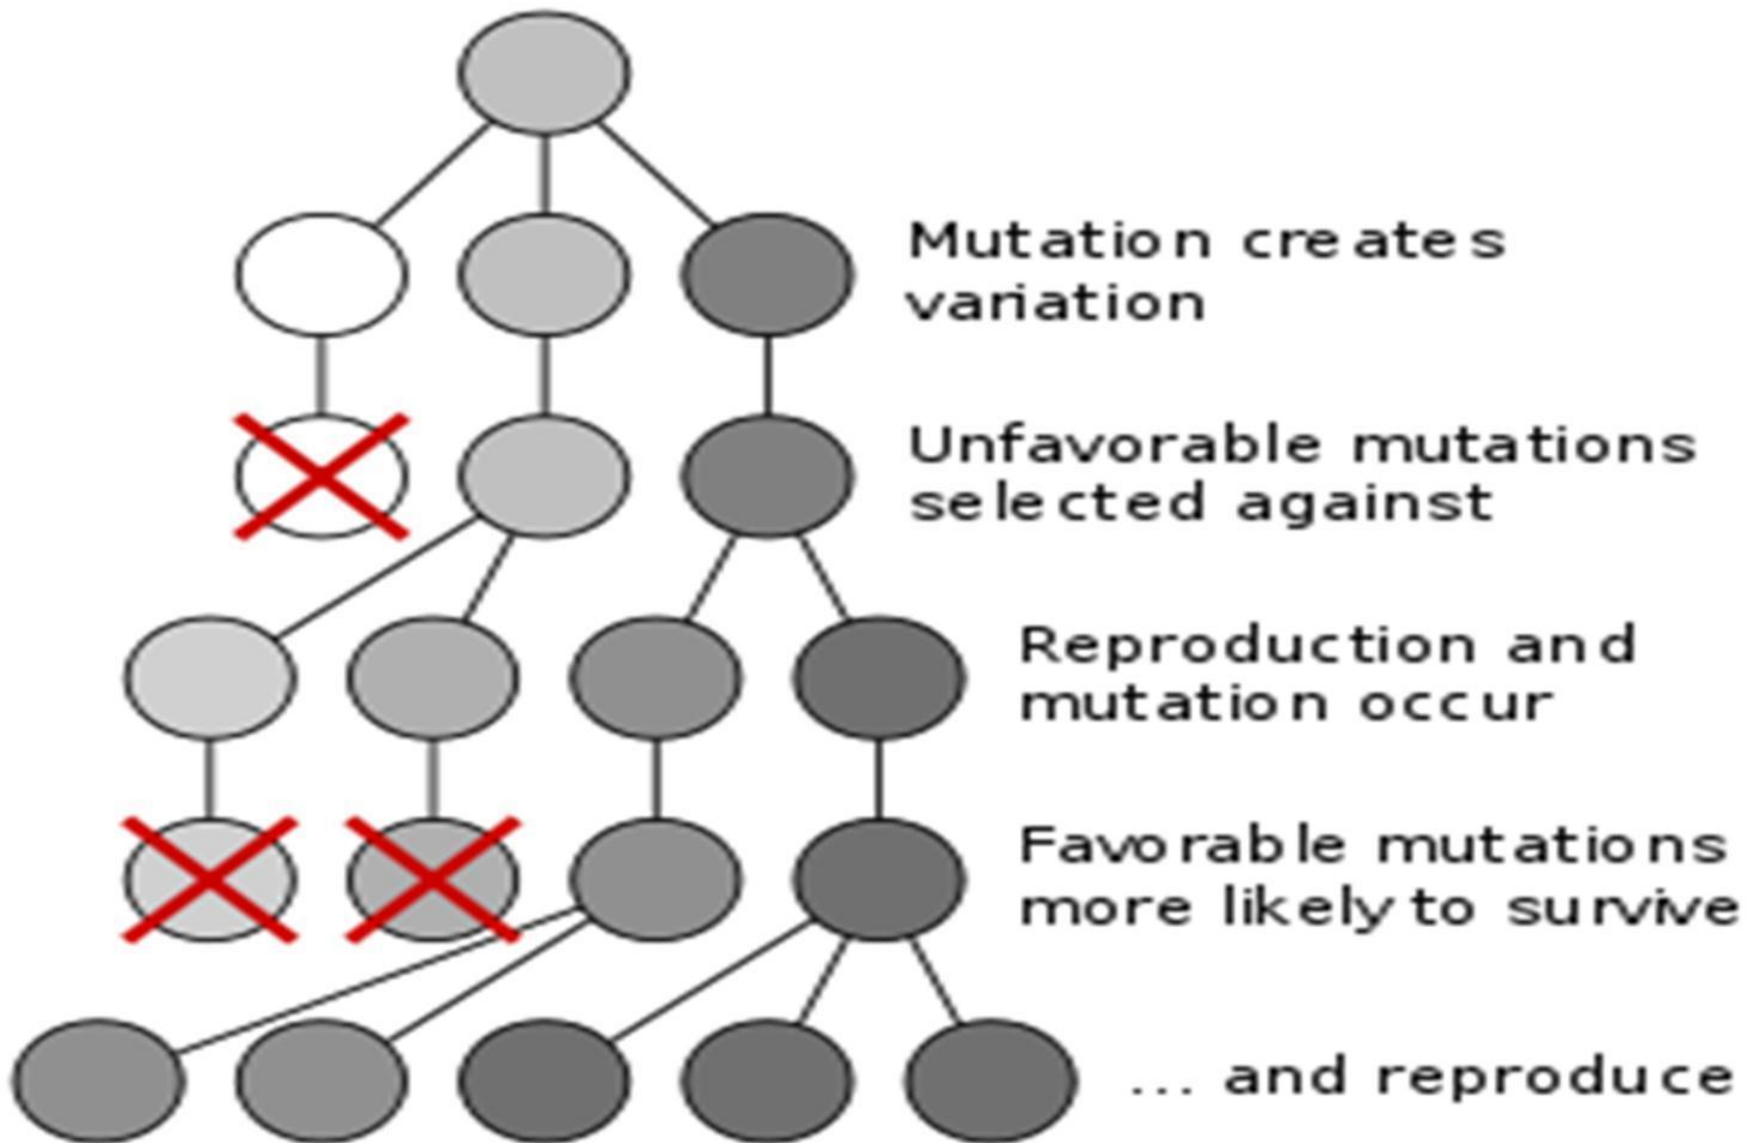 Mutation creates
variation
Unfavorable mutations
selected against
Reproduction and
mutation occur
Favorable mutations
more likely to survive
... and reproduce